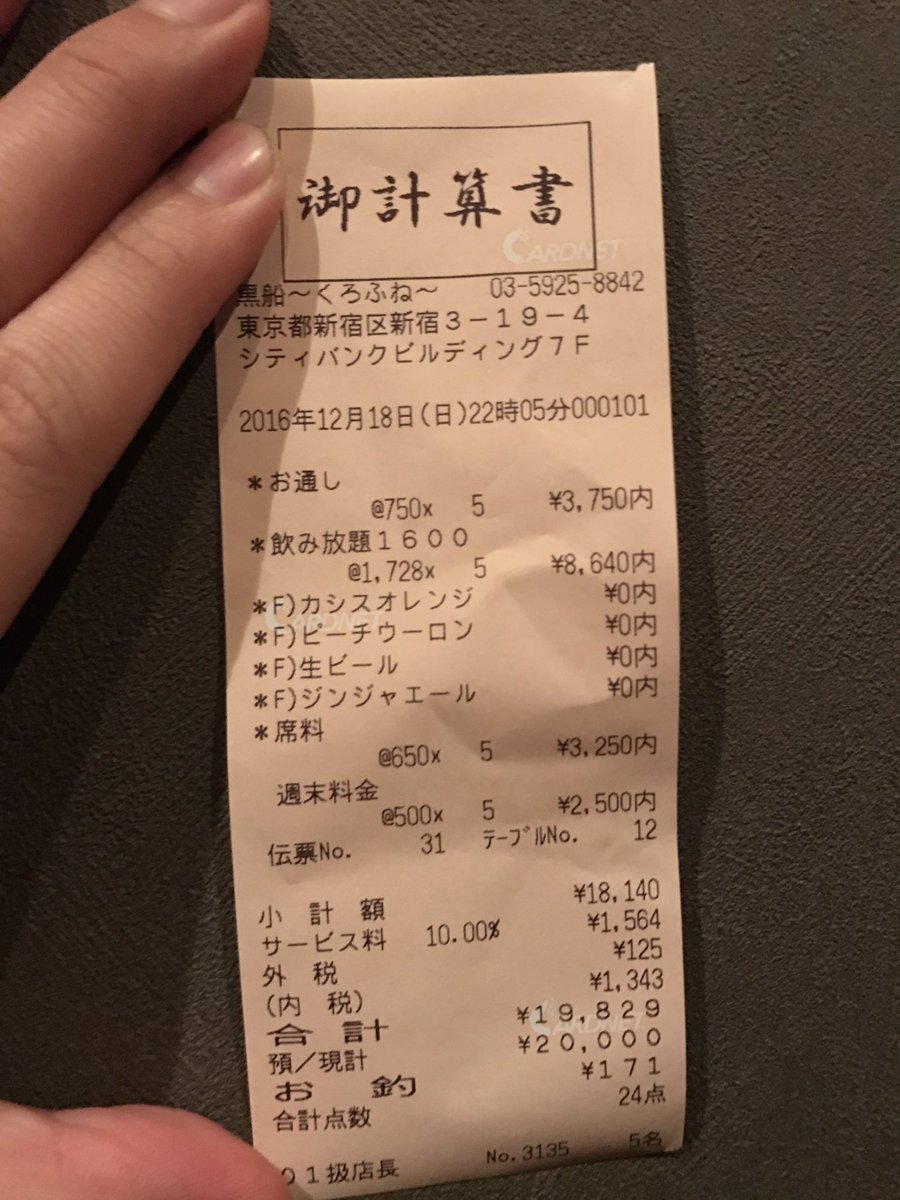 御計算書
CARDNET
黒船～くろふね～ 03-5925-8842
東京都新宿区新宿３－１９－４
シティバンクビルディング７Ｆ
2016年12月18日(日)22時05分000101
＊お通し
@750x 5 ¥3,750内
＊飲み放題１６００
@1,728x 5 ¥8,640内
＊F)カシスオレンジ ¥0内
CARDNET
＊F)ピーチウーロン ¥0内
＊F)生ビール ¥0内
＊F)ジンジャエール ¥0内
＊席料
@650x 5 ¥3,250内
週末料金
@500x 5 ¥2,500内
伝票No. 31 ﾃｰﾌﾞﾙNo. 12
小計額 ¥18,140
サービス料 10.00% ¥1,564
外税 ¥125
(内税) ¥1,343
合計 ¥１９,８２９
CARDNET
預／現計 ¥２０,０００
お釣 ¥１７１
合計点数 24点
０１扱店長 No.3135 5名